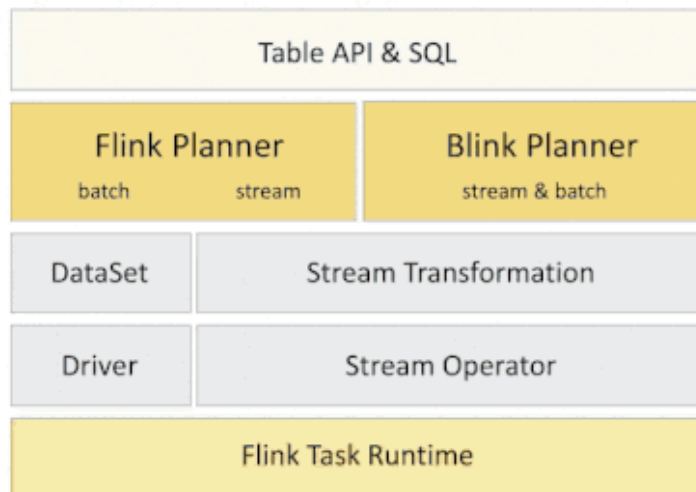 Table API & SQL
Flink Planner
batch stream
Blink Planner
stream & batch
DataSet
Stream Transformation
Driver
Stream Operator
Flink Task Runtime